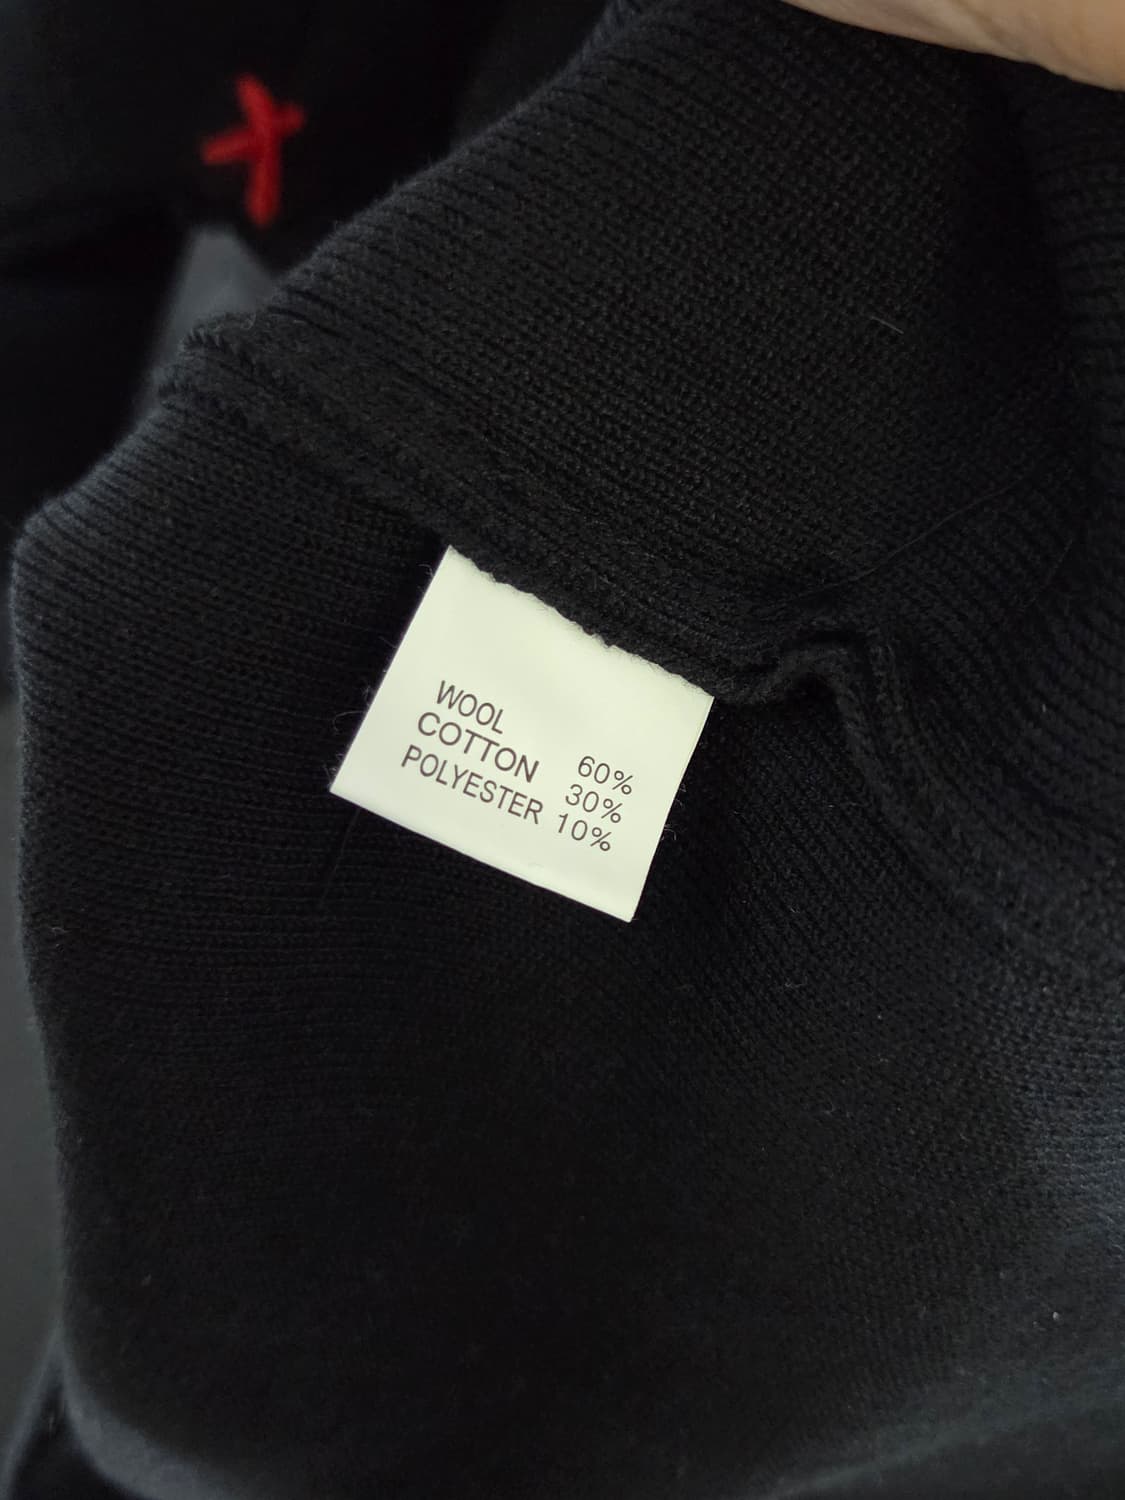 WOOL 60%
COTTON 30%
POLYESTER 10%